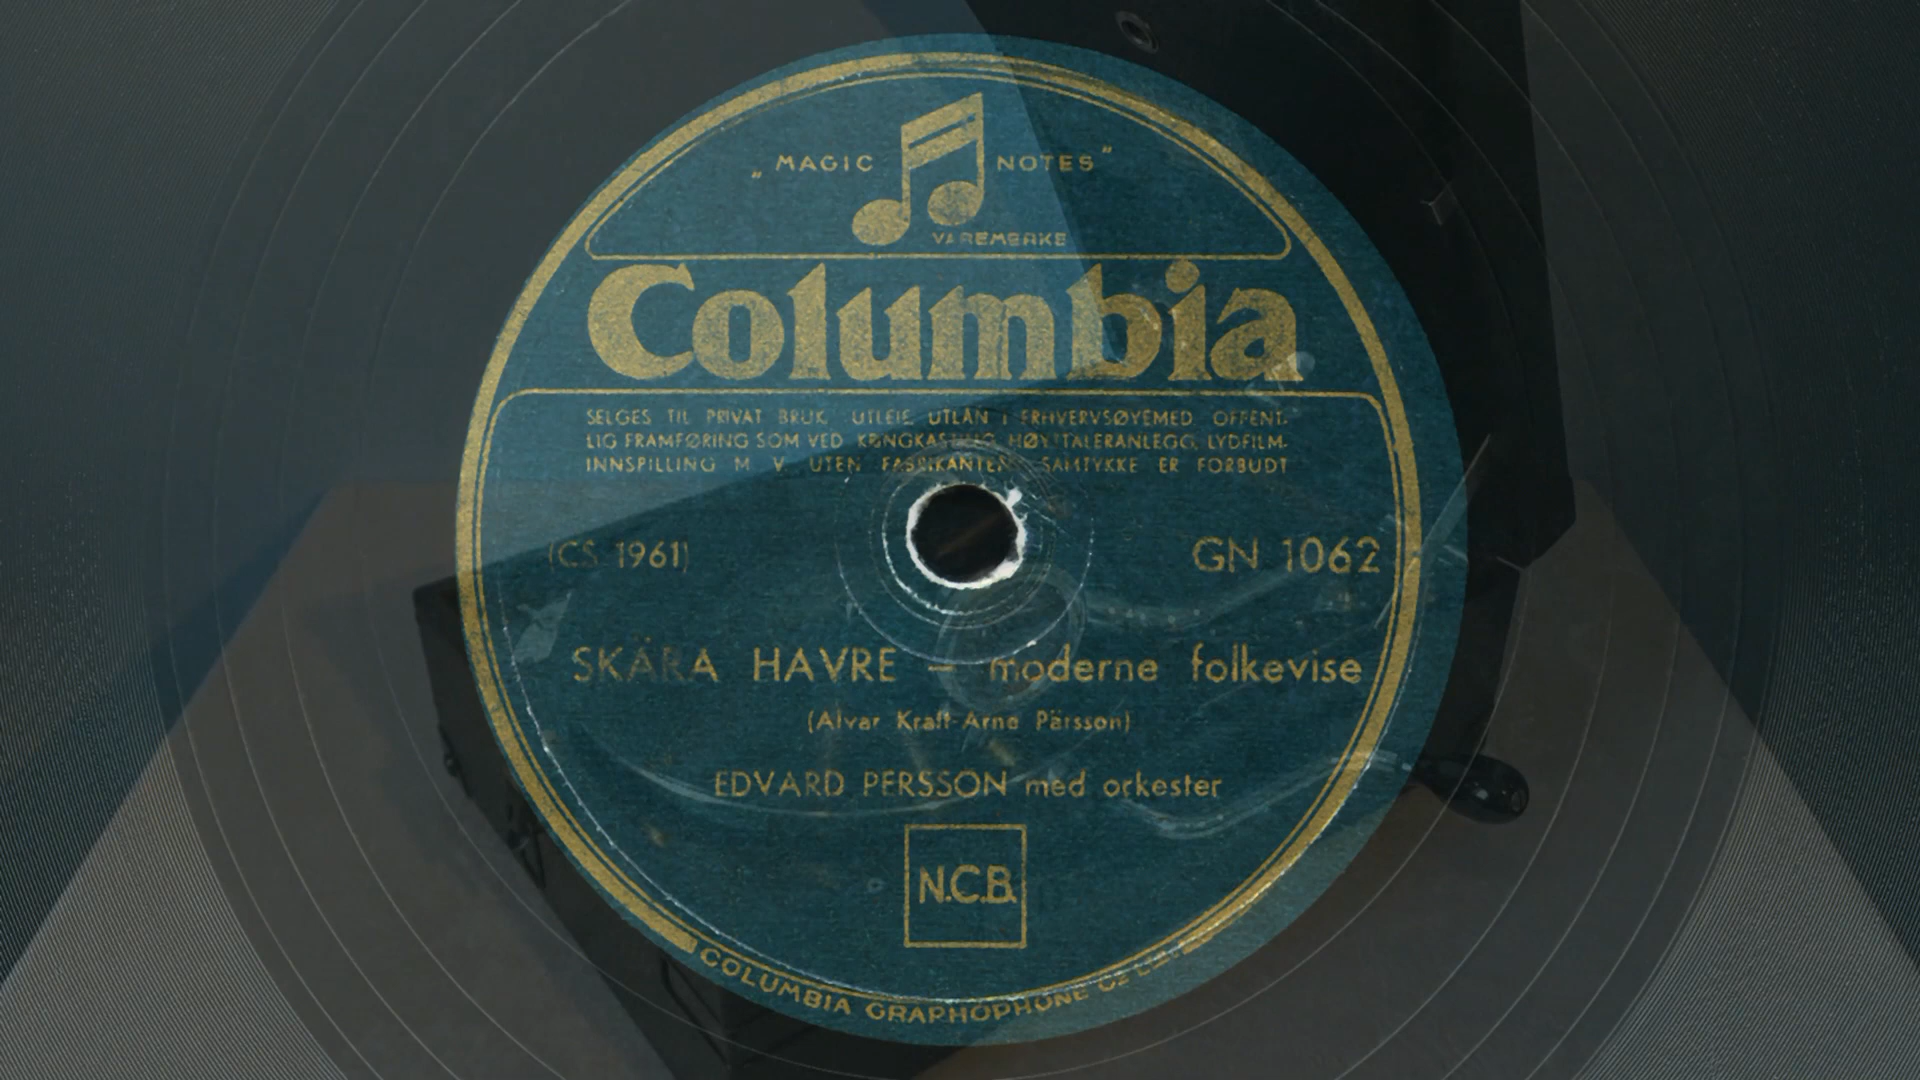 „MAGIC NOTES"
VAREMERKE
Columbia
SELGES TIL PRIVAT BRUK. UTLEIE UTLÅN I ERHVERVSØYEMED OFFENT-
LIG FRAMFØRING SOM VED KRINGKASTING, HØYTTALERANLEGG, LYDFILM-
INNSPILLING M V UTEN FABRIKANTENS SAMTYKKE ER FORBUDT
(CS 1961) GN 1062
SKÄRA HAVRE – moderne folkevise
(Alvar Kraft-Arne Pärsson)
EDVARD PERSSON med orkester
N.C.B.
COLUMBIA GRAPHOPHONE Co